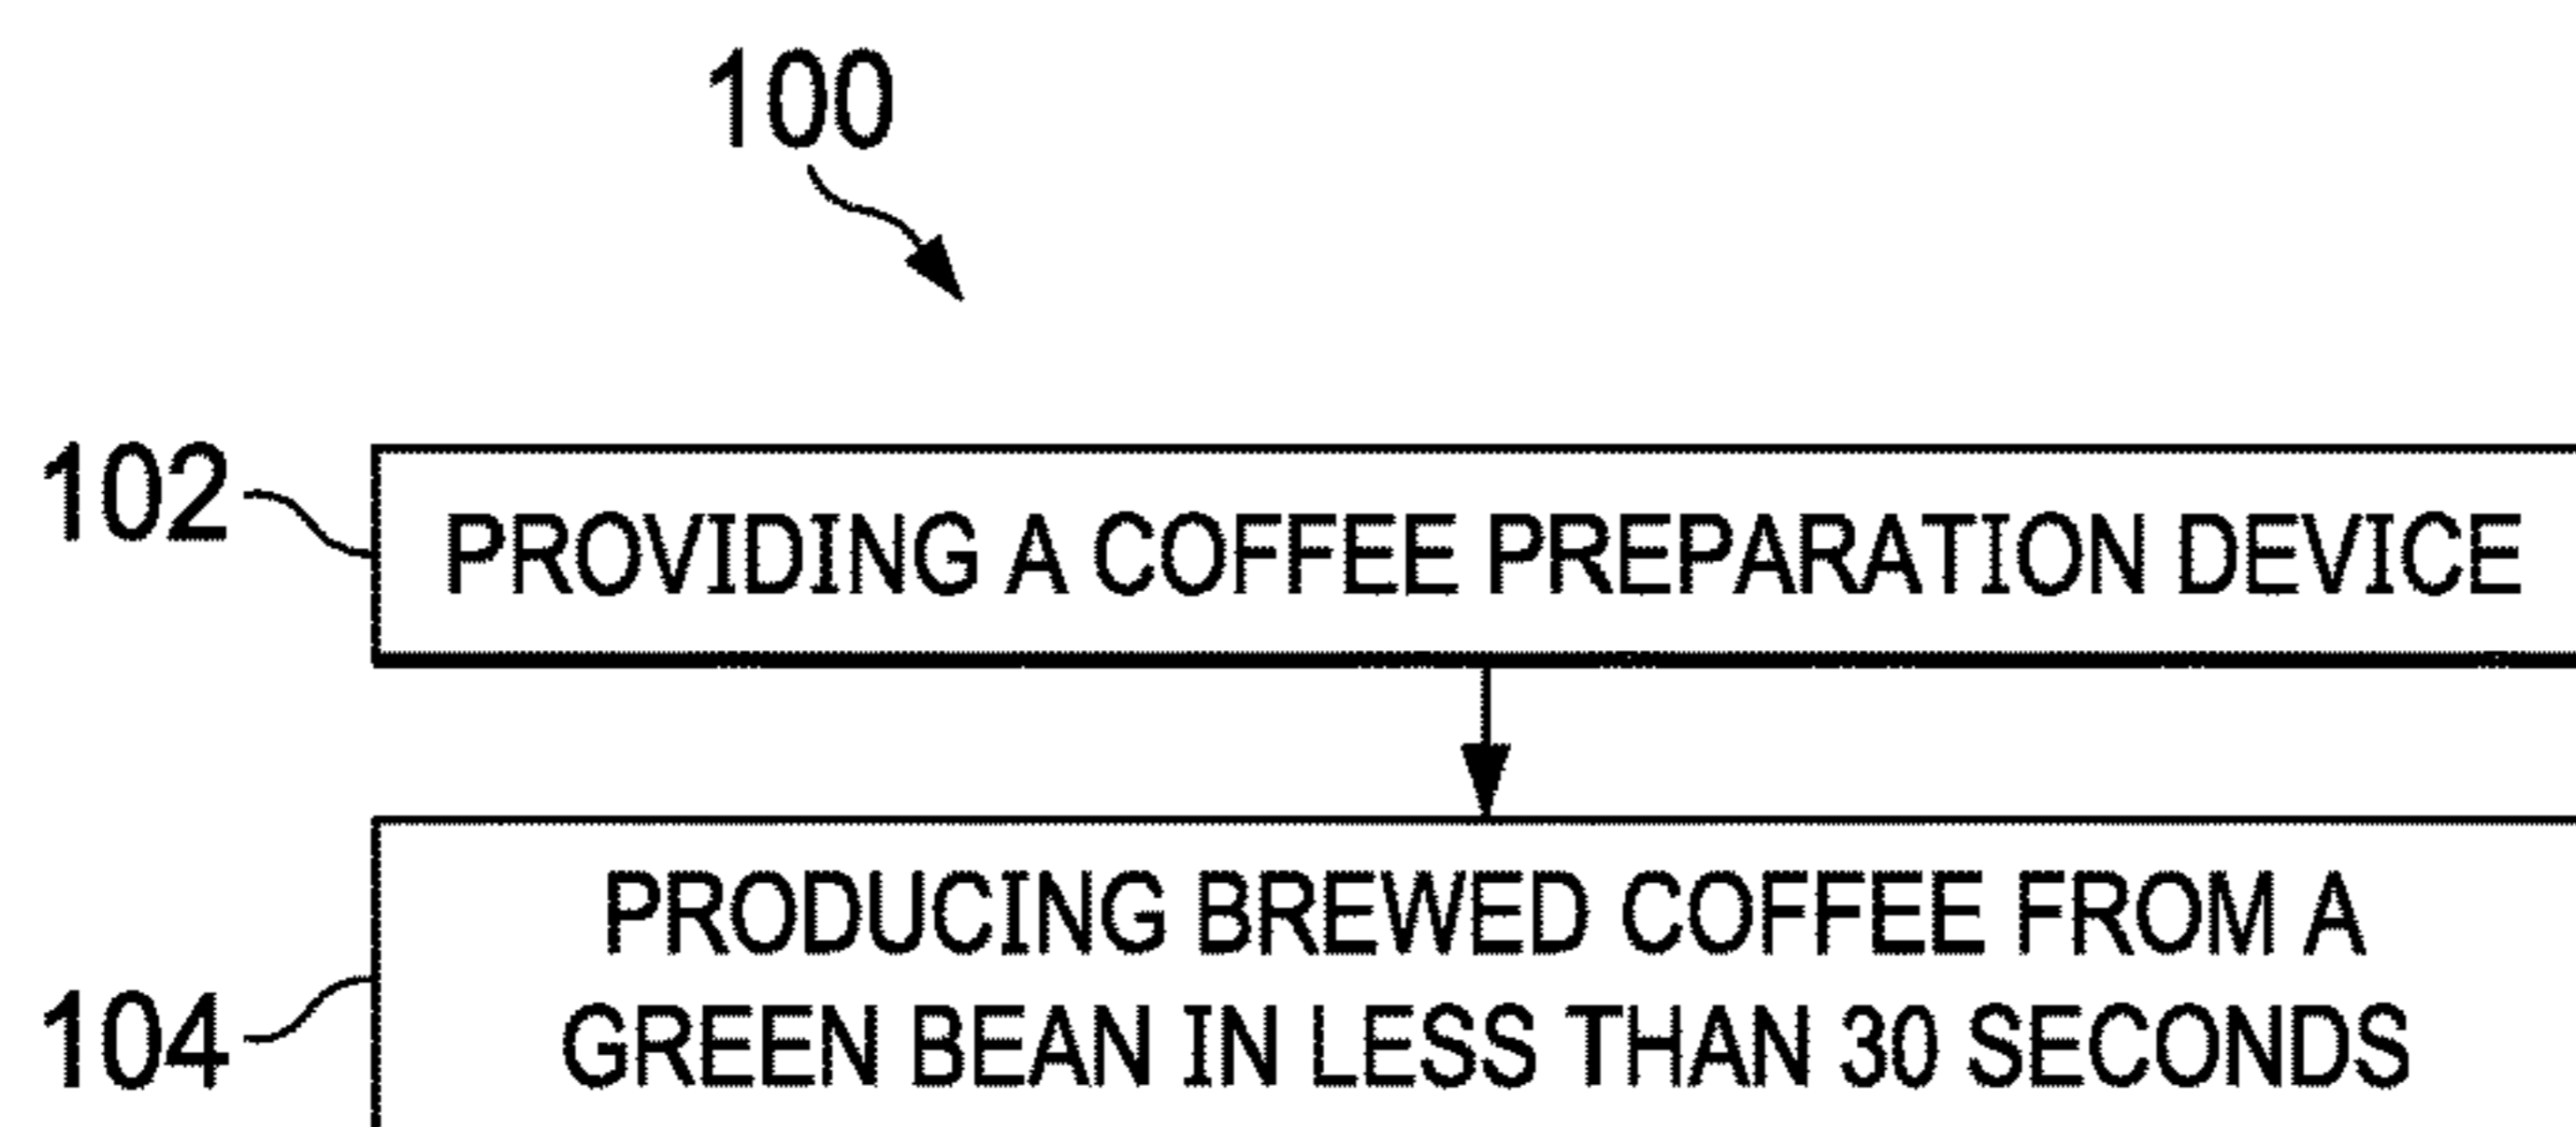 100
102
PROVIDING A COFFEE PREPARATION DEVICE
PRODUCING BREWED COFFEE FROM A
104
GREEN BEAN IN LESS THAN 30 SECONDS